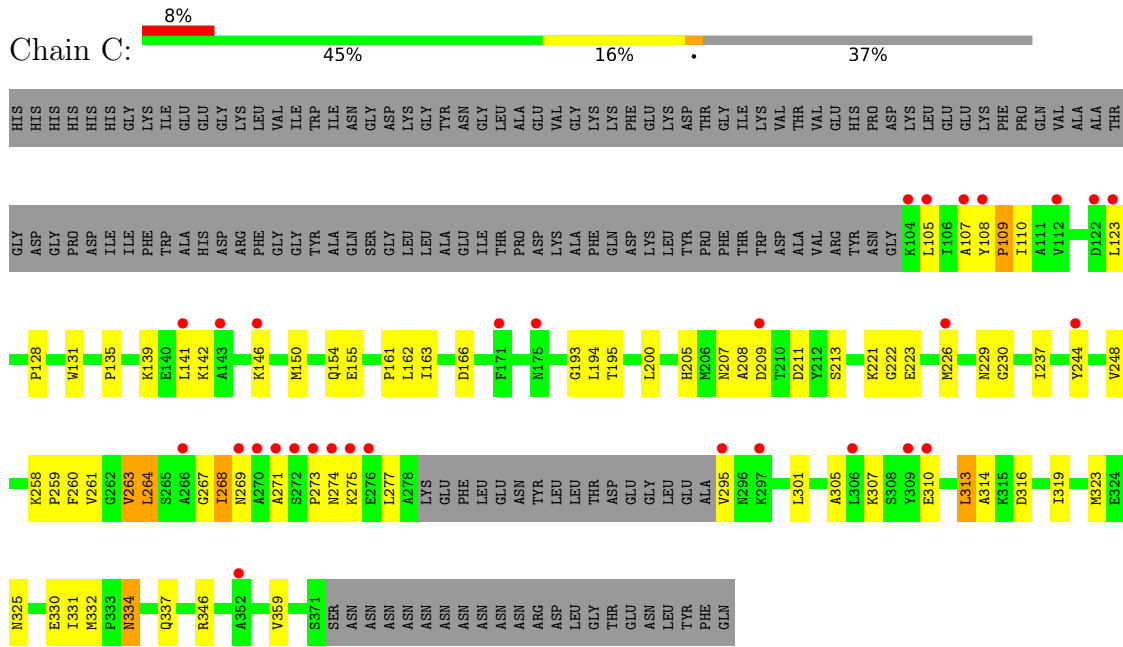 8%
Chain C: 45% 16% • 37%
HIS HIS HIS HIS HIS HIS GLY LYS ILE GLU GLU GLY LYS LEU VAL ILE TRP ILE ASN GLY ASP LYS GLY TYR ASN GLY LEU ALA GLU VAL GLY LYS LYS PHE GLU LYS ASP THR GLY ILE LYS VAL THR VAL GLU HIS PRO ASP LYS LEU GLU GLU LYS PHE PRO GLN VAL ALA ALA THR
GLY ASP GLY PRO ASP ILE ILE PHE TRP ALA HIS ASP ARG PHE GLY GLY TYR ALA GLN SER GLY LEU LEU ALA GLU ILE THR PRO ASP LYS ALA PHE GLN ASP LYS LEU TYR PRO PHE THR TRP ASP ALA VAL ARG TYR ASN GLY K104 L105 I106 A107 Y108 P109 I110 A111 V112 D122 L123
P128 W131 P135 K139 E140 L141 K142 A143 K146 M150 Q154 E155 P161 L162 I163 D166 F171 N175 G193 L194 T195 L200 H205 M206 N207 A208 D209 T210 D211 Y212 S213 K221 G222 E223 M226 N229 G230 I237 Y244 V248
K258 P259 F260 V261 G262 V263 L264 S265 A266 G267 I268 N269 A270 A271 S272 P273 N274 K275 E276 L277 A278 LYS GLU PHE LEU GLU ASN TYR LEU LEU THR ASP GLU GLY LEU GLU ALA V295 N296 K297 L301 A305 L306 K307 S308 Y309 E310 L313 A314 K315 D316 I319 M323 E324
N325 E330 I331 M332 P333 N334 Q337 R346 A352 V359 S371 SER ASN ASN ASN ASN ASN ASN ASN ASN ASN ARG ASP LEU GLY THR GLU ASN LEU TYR PHE GLN